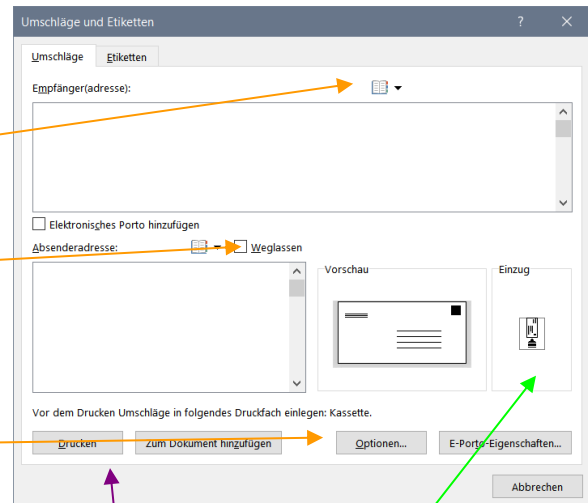 Umschläge und Etiketten ? ×
Umschläge Etiketten
Empfänger(adresse):
Elektronisches Porto hinzufügen
Absenderadresse: Weglassen
Vorschau Einzug
Vor dem Drucken Umschläge in folgendes Druckfach einlegen: Kassette.
Drucken Zum Dokument hinzufügen Optionen... E-Porto-Eigenschaften...
Abbrechen